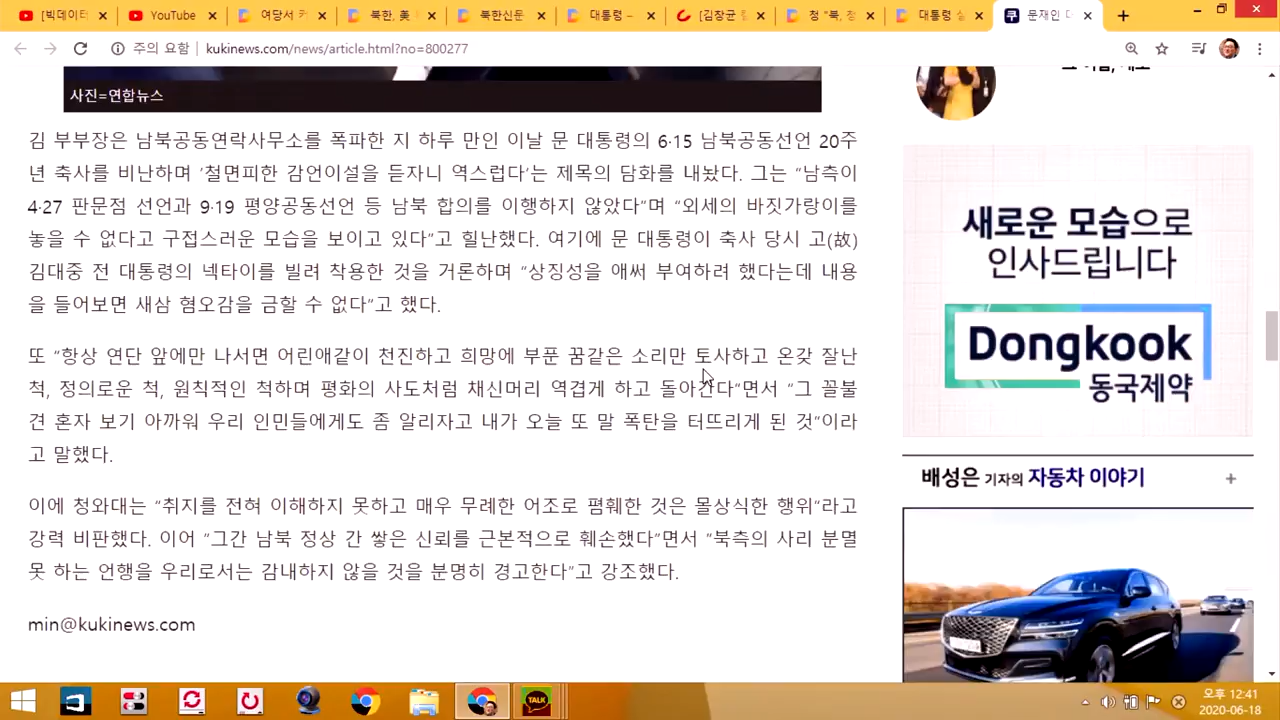 [빅데이터
YouTube
여당서 커
북한, 美
북한신문
대통령 –
[김창균
청 "북, 정
대통령 실
문재인 더
주의 요함
kukinews.com/news/article.html?no=800277
사진=연합뉴스
김 부부장은 남북공동연락사무소를 폭파한 지 하루 만인 이날 문 대통령의 6·15 남북공동선언 20주
년 축사를 비난하며 '철면피한 감언이설을 듣자니 역스럽다'는 제목의 담화를 내놨다. 그는 “남측이
4·27 판문점 선언과 9·19 평양공동선언 등 남북 합의를 이행하지 않았다”며 “외세의 바짓가랑이를
놓을 수 없다고 구접스러운 모습을 보이고 있다”고 힐난했다. 여기에 문 대통령이 축사 당시 고(故)
김대중 전 대통령의 넥타이를 빌려 착용한 것을 거론하며 “상징성을 애써 부여하려 했다는데 내용
을 들어보면 새삼 혐오감을 금할 수 없다”고 했다.
또 “항상 연단 앞에만 나서면 어린애같이 천진하고 희망에 부푼 꿈같은 소리만 토사하고 온갖 잘난
척, 정의로운 척, 원칙적인 척하며 평화의 사도처럼 채신머리 역겹게 하고 돌아간다“면서 “그 꼴불
견 혼자 보기 아까워 우리 인민들에게도 좀 알리자고 내가 오늘 또 말 폭탄을 터뜨리게 된 것”이라
고 말했다.
이에 청와대는 “취지를 전혀 이해하지 못하고 매우 무례한 어조로 폄훼한 것은 몰상식한 행위“라고
강력 비판했다. 이어 ”그간 남북 정상 간 쌓은 신뢰를 근본적으로 훼손했다”면서 “북측의 사리 분멸
못 하는 언행을 우리로서는 감내하지 않을 것을 분명히 경고한다”고 강조했다.
min@kukinews.com
새로운 모습으로
인사드립니다
Dongkook
동국제약
배성은 기자의 자동차 이야기
TALK
오후 12:41
2020-06-18